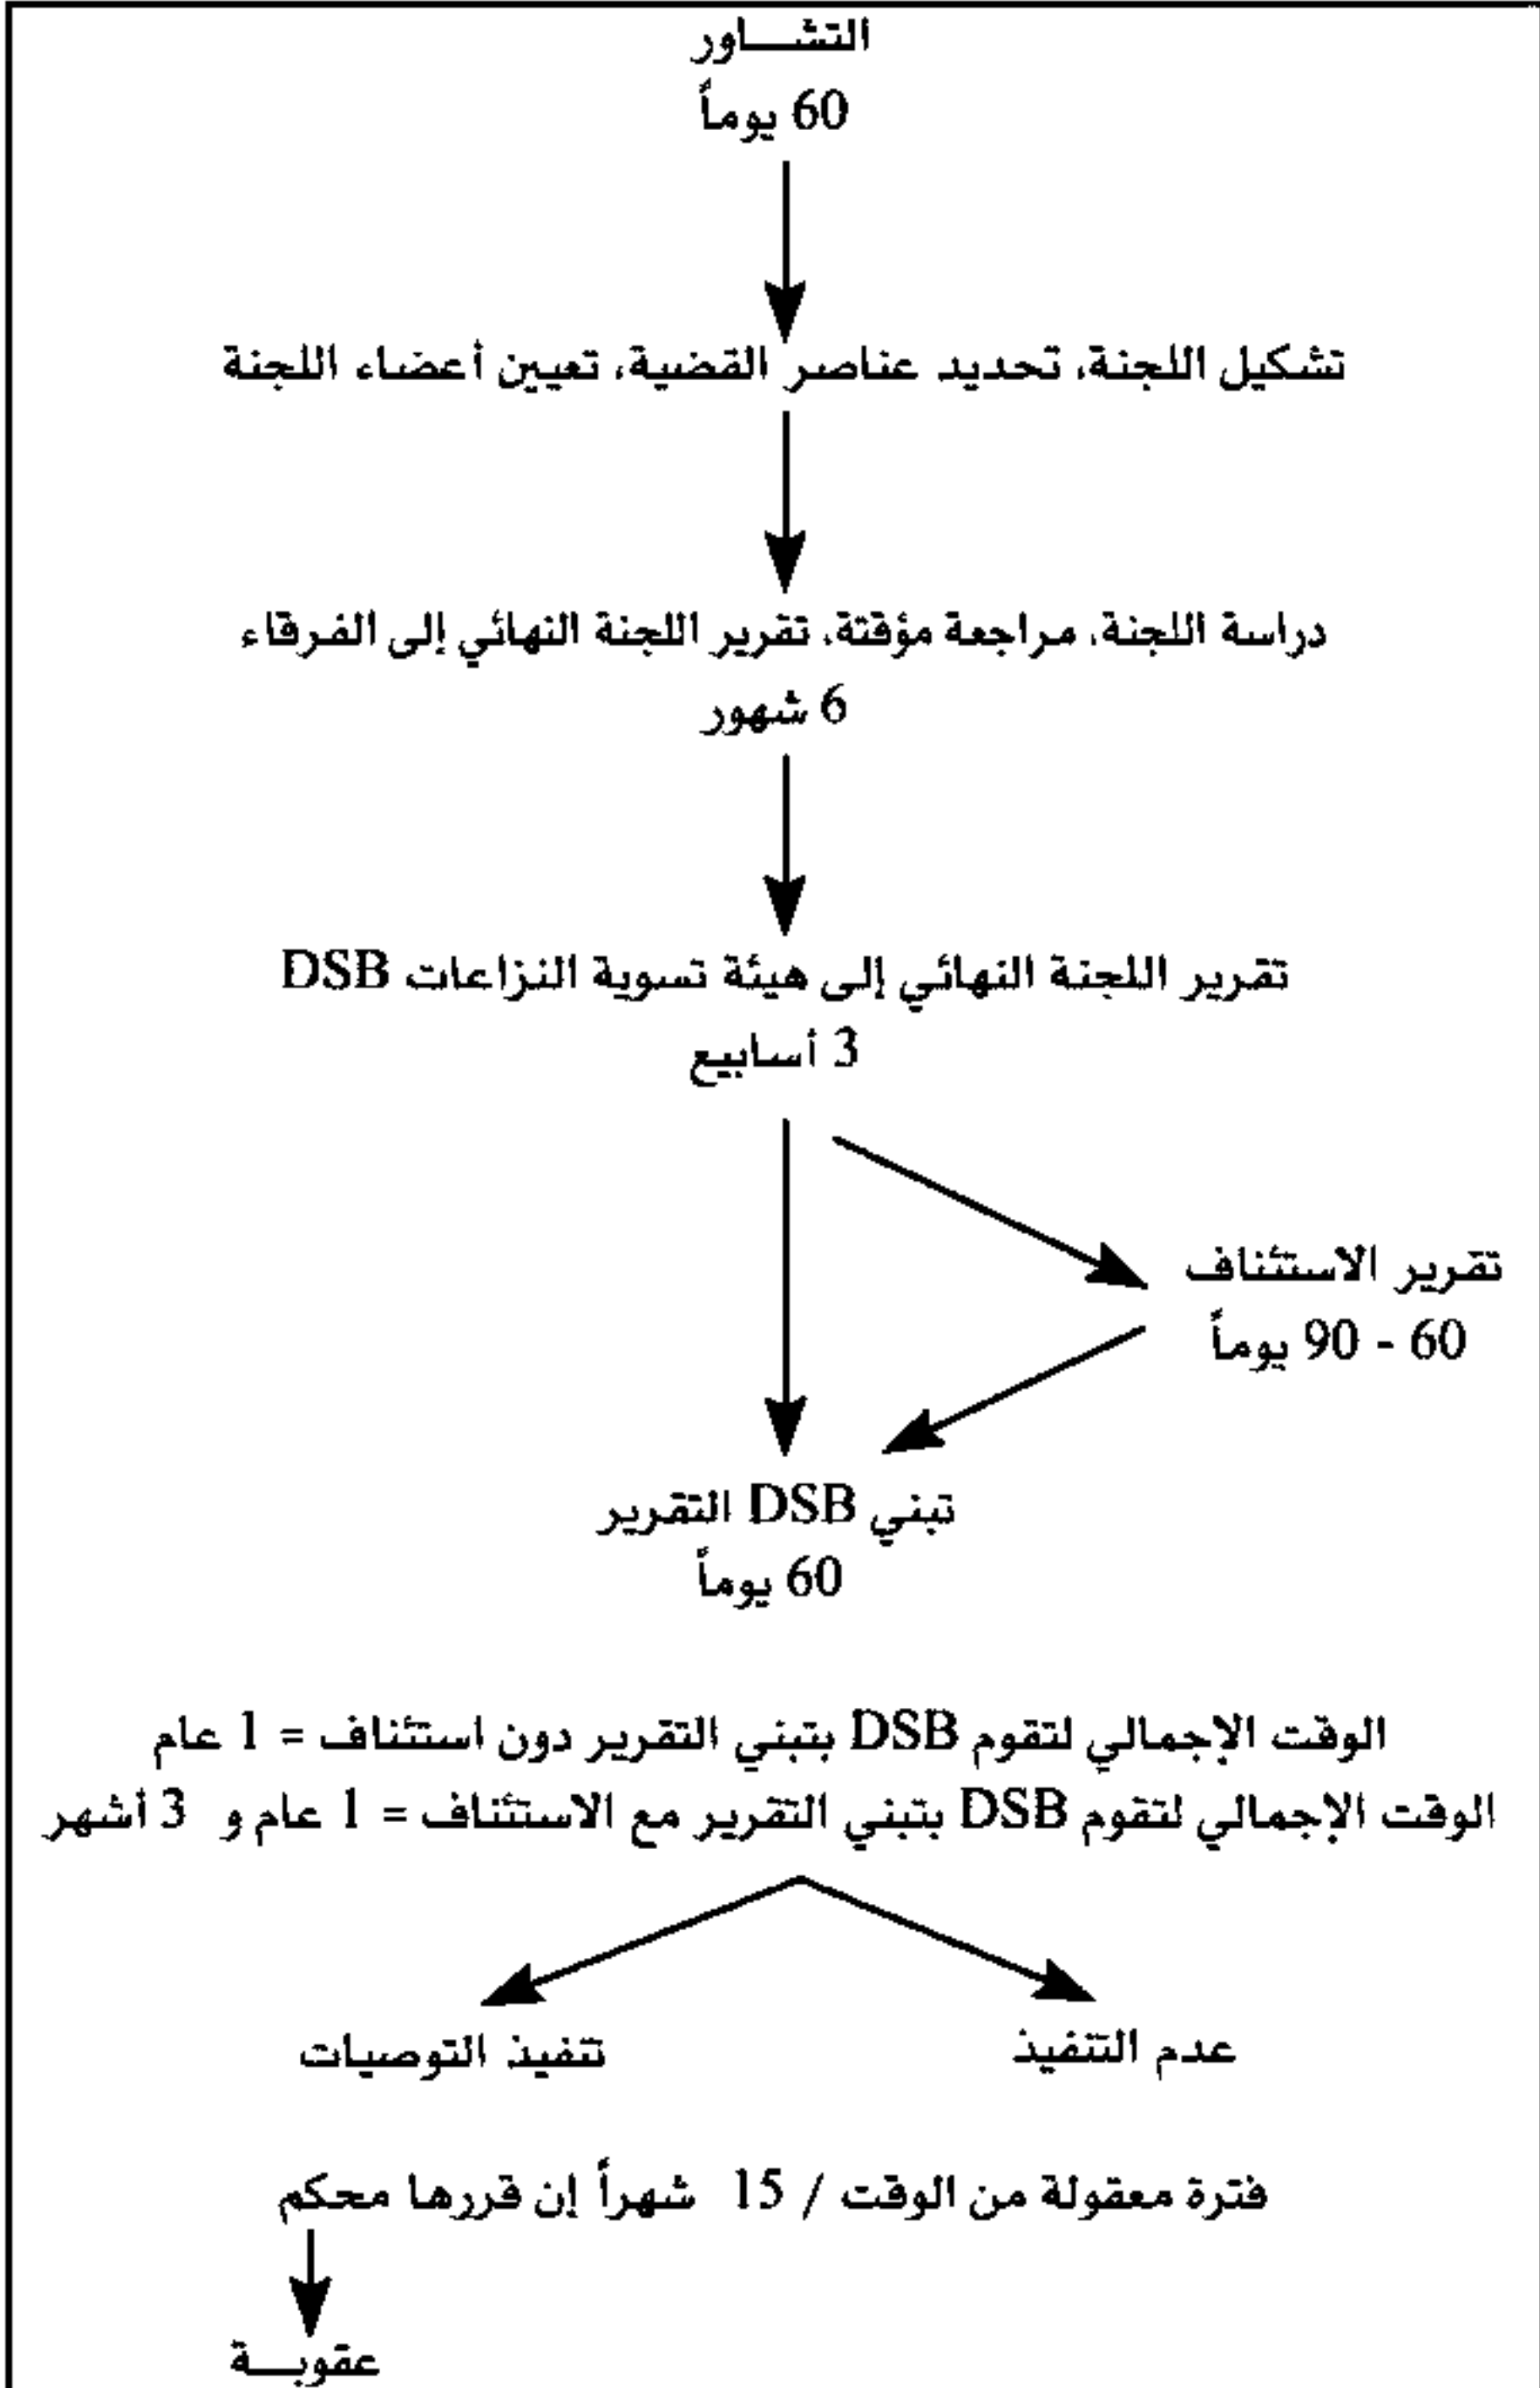 التشــاور
60 يوماً
تشكيل اللجنة، تحديد عناصر القضية، تعيين أعضاء اللجنة
دراسة اللجنة، مراجعة مؤقتة، تقرير اللجنة النهائي إلى الفرقاء
6 شهور
تقرير اللجنة النهائي إلى هيئة تسوية النزاعات DSB
3 أسابيع
تقرير الاستئناف
60 - 90 يوماً
تبني DSB التقرير
60 يوماً
الوقت الإجمالي لتقوم DSB بتبني التقرير دون استئناف = 1 عام
الوقت الإجمالي لتقوم DSB بتبني التقرير مع الاستئناف = 1 عام و 3 أشهر
عدم التنفيذ
تنفيذ التوصيات
فترة معقولة من الوقت / 15 شهراً إن قررها محكم
عقوبــة